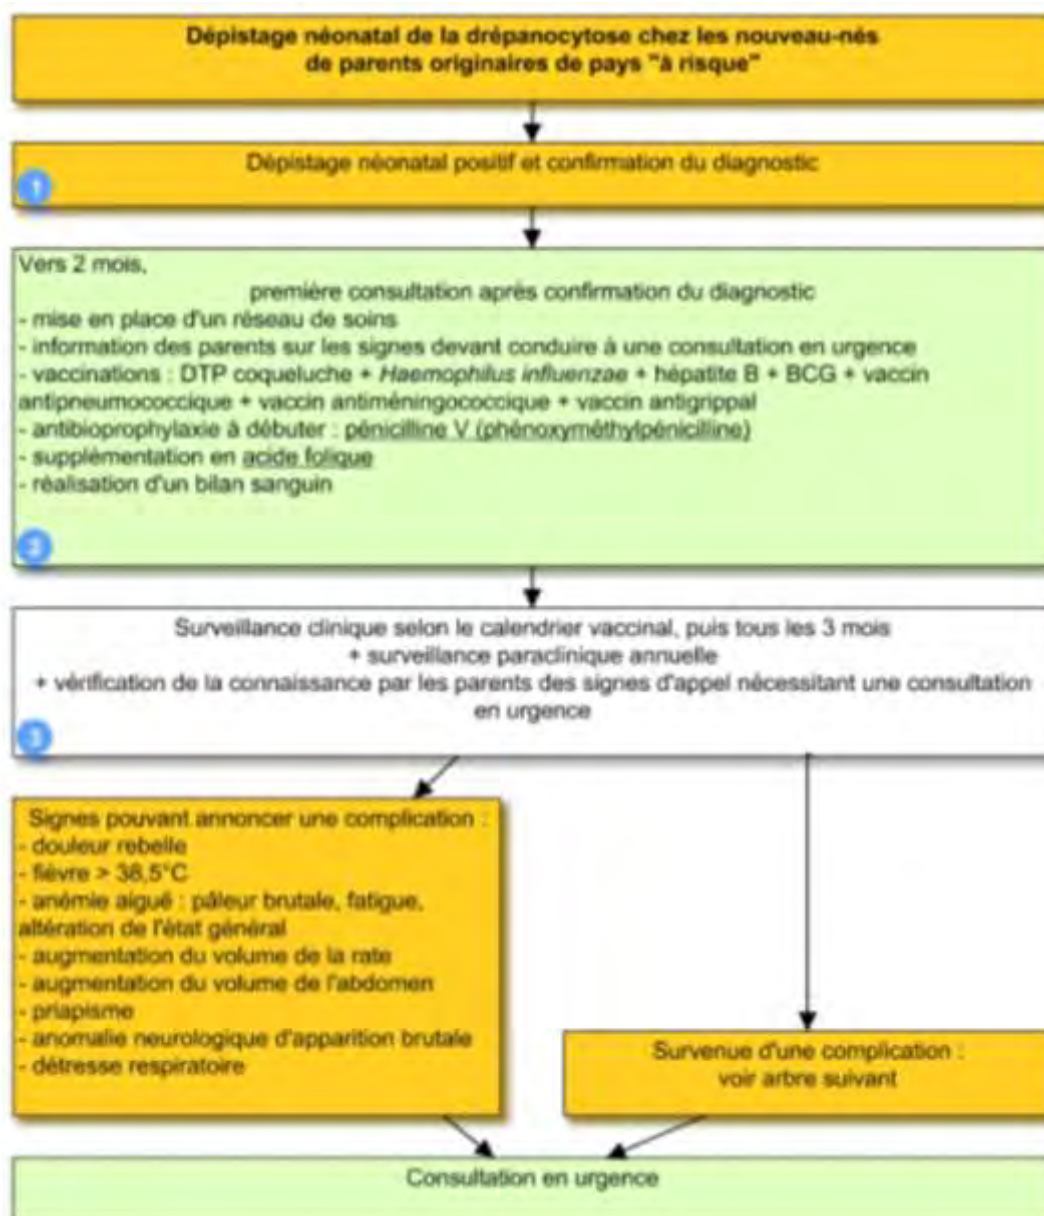 Dépistage néonatal de la drépanocytose chez les nouveau-nés
de parents originaires de pays "à risque"
Dépistage néonatal positif et confirmation du diagnostic
1
Vers 2 mois,
première consultation après confirmation du diagnostic
- mise en place d'un réseau de soins
- information des parents sur les signes devant conduire à une consultation en urgence
- vaccinations : DTP coqueluche + Haemophilus influenzae + hépatite B + BCG + vaccin
antipneumococcique + vaccin antiméningococcique + vaccin antigrippal
- antibioprophylaxie à débuter : pénicilline V (phénoxyméthylpénicilline)
- supplémentation en acide folique
- réalisation d'un bilan sanguin
2
Surveillance clinique selon le calendrier vaccinal, puis tous les 3 mois
+ surveillance paraclinique annuelle
+ vérification de la connaissance par les parents des signes d'appel nécessitant une consultation
en urgence
3
Signes pouvant annoncer une complication :
- douleur rebelle
- fièvre > 38,5°C
- anémie aiguë : pâleur brutale, fatigue,
altération de l'état général
- augmentation du volume de la rate
- augmentation du volume de l'abdomen
- priapisme
- anomalie neurologique d'apparition brutale
- détresse respiratoire
Survenue d'une complication :
voir arbre suivant
Consultation en urgence